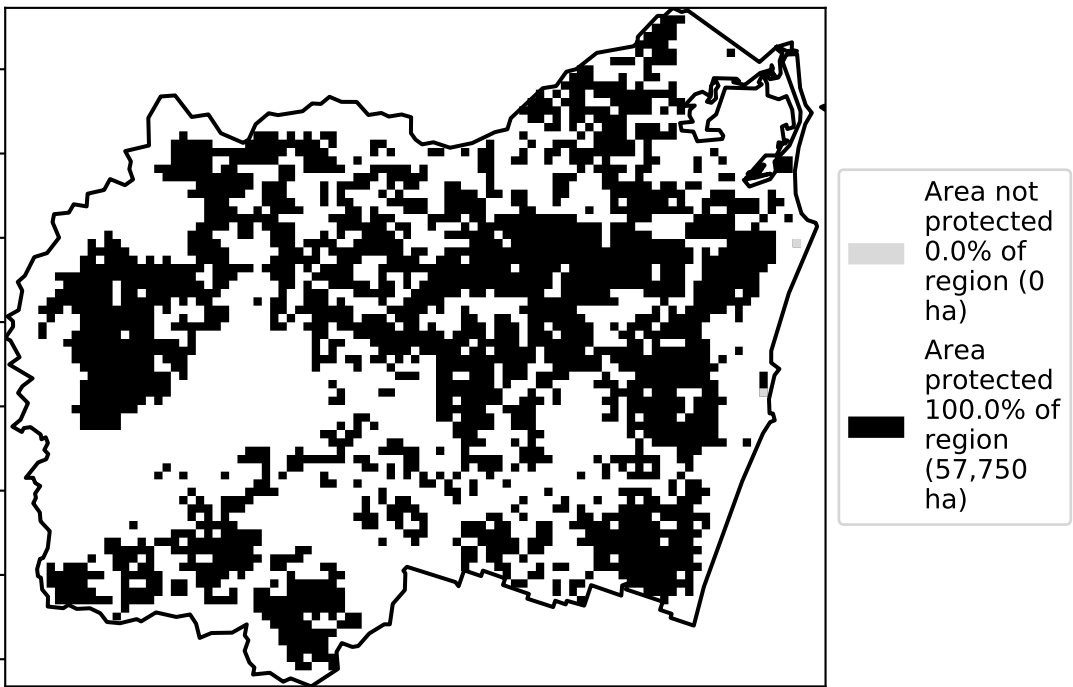 Area not
protected
0.0% of
region (0
ha)
Area
protected
100.0% of
region
(57,750
ha)